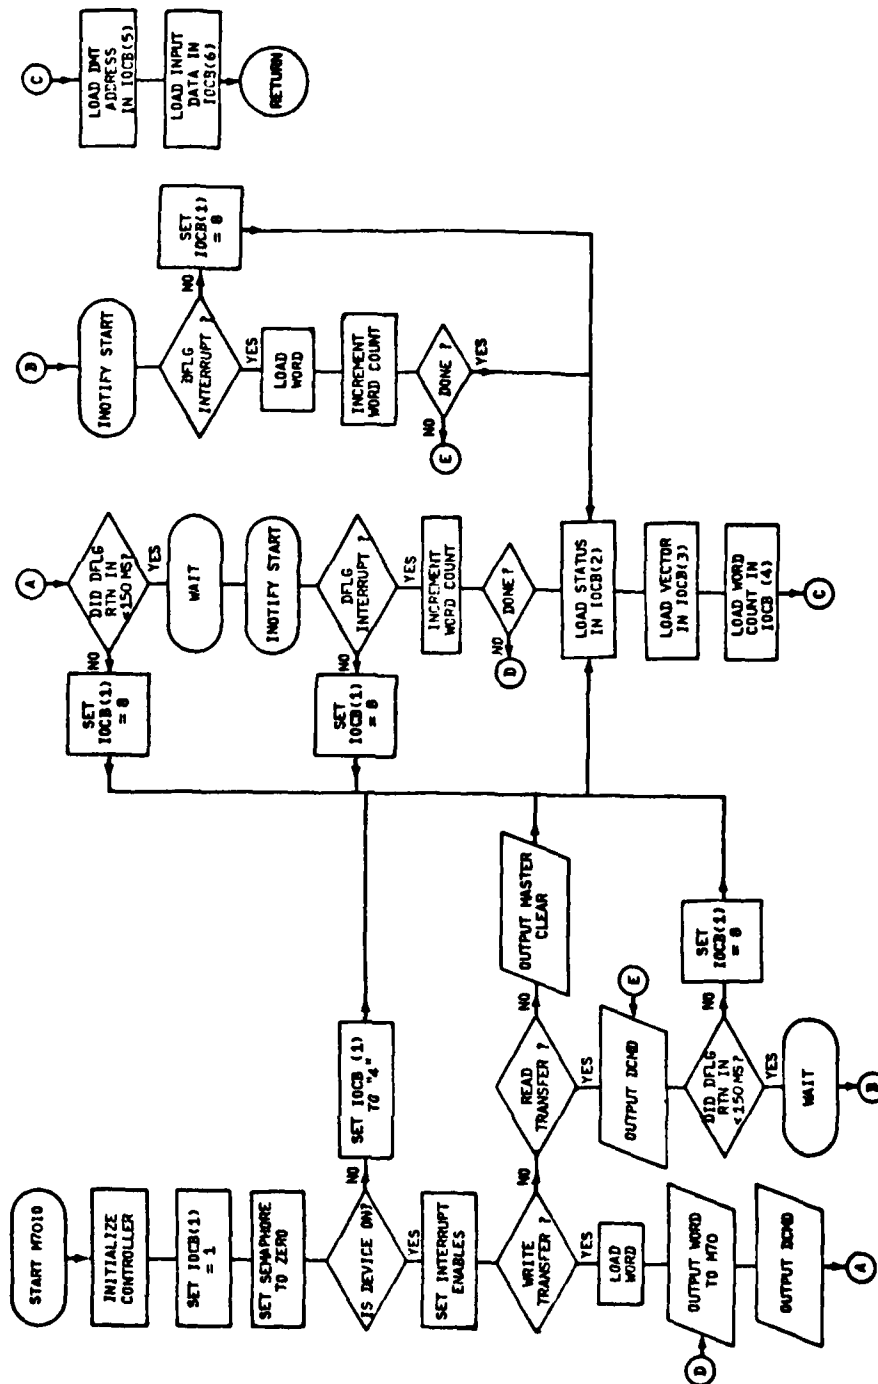 START M70IO
INITIALIZE
CONTROLLER
SET IOCB(1)
= 1
SET SEMAPHORE
TO ZERO
IS DEVICE ON?
NO
SET IOCB (1)
TO "4"
YES
SET INTERRUPT
ENABLES
WRITE
TRANSFER ?
NO
YES
LOAD
WORD
D
OUTPUT WORD
TO M70
OUTPUT DCMD
A
READ
TRANSFER ?
NO
OUTPUT MASTER
CLEAR
YES
OUTPUT DCMD
E
DID DFLG
RTN IN
<150 MS?
NO
SET
IOCB(1)
= 8
YES
WAIT
B
A
DID DFLG
RTN IN
<150 MS?
NO
SET
IOCB(1)
= 8
YES
WAIT
INOTIFY START
DFLG
INTERRUPT ?
NO
SET
IOCB(1)
= 8
YES
INCREMENT
WORD COUNT
DONE ?
NO
D
LOAD STATUS
IN IOCB(2)
LOAD VECTOR
IN IOCB(3)
LOAD WORD
COUNT IN
IOCB (4)
C
B
INOTIFY START
DFLG
INTERRUPT ?
NO
SET
IOCB(1)
= 8
YES
LOAD
WORD
INCREMENT
WORD COUNT
DONE ?
NO
E
YES
C
LOAD DMT
ADDRESS
IN IOCB(5)
LOAD INPUT
DATA IN
IOCB(6)
RETURN